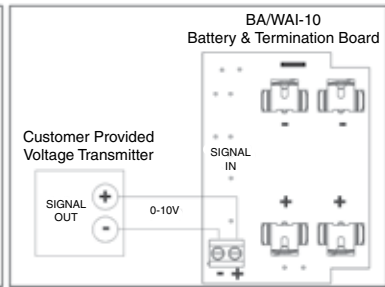 BA/WAI-10
Battery & Termination Board
Customer Provided
Voltage Transmitter
SIGNAL
IN
SIGNAL
OUT
+
-
0-10V
- -
+ +
- +